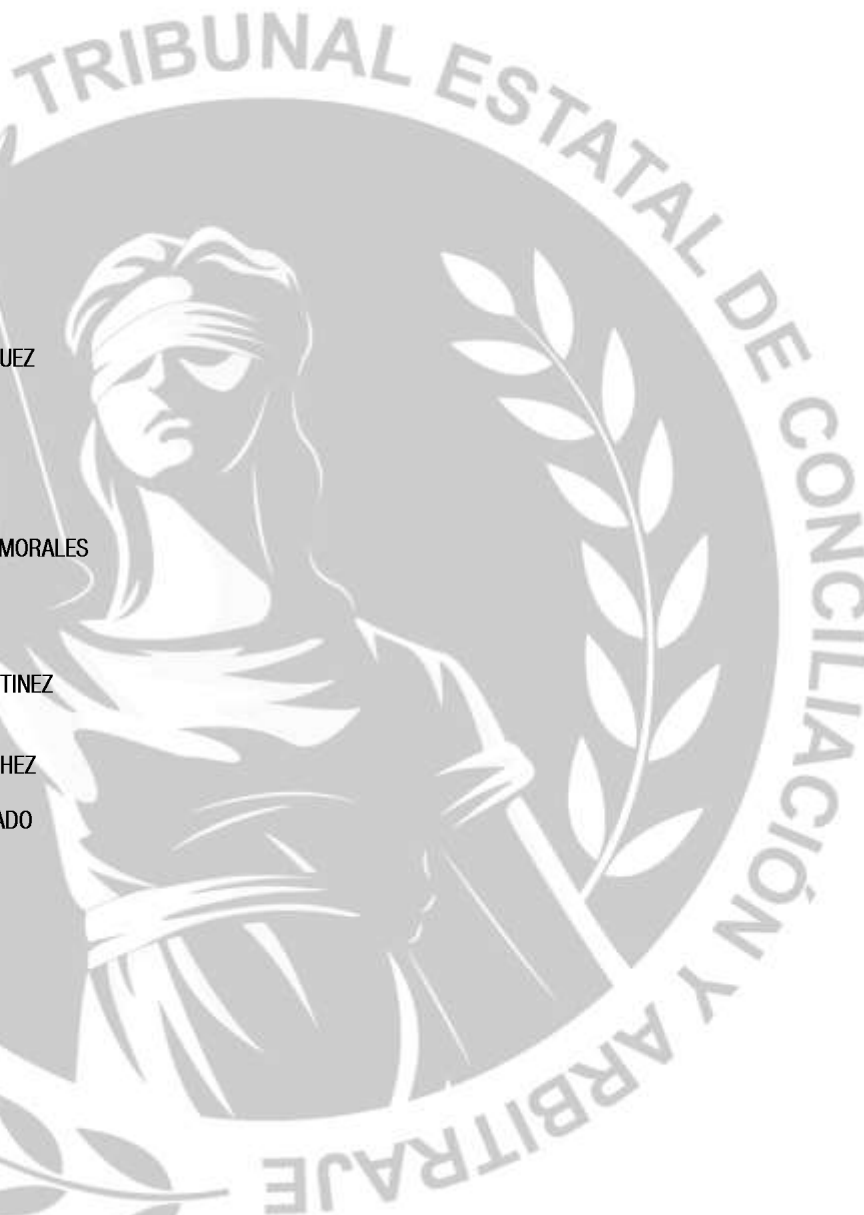 TRIBUNAL ESTATAL DE CONCILIACIÓN Y ARBITRAJE
UEZ
MORALES
TINEZ
HEZ
ADO